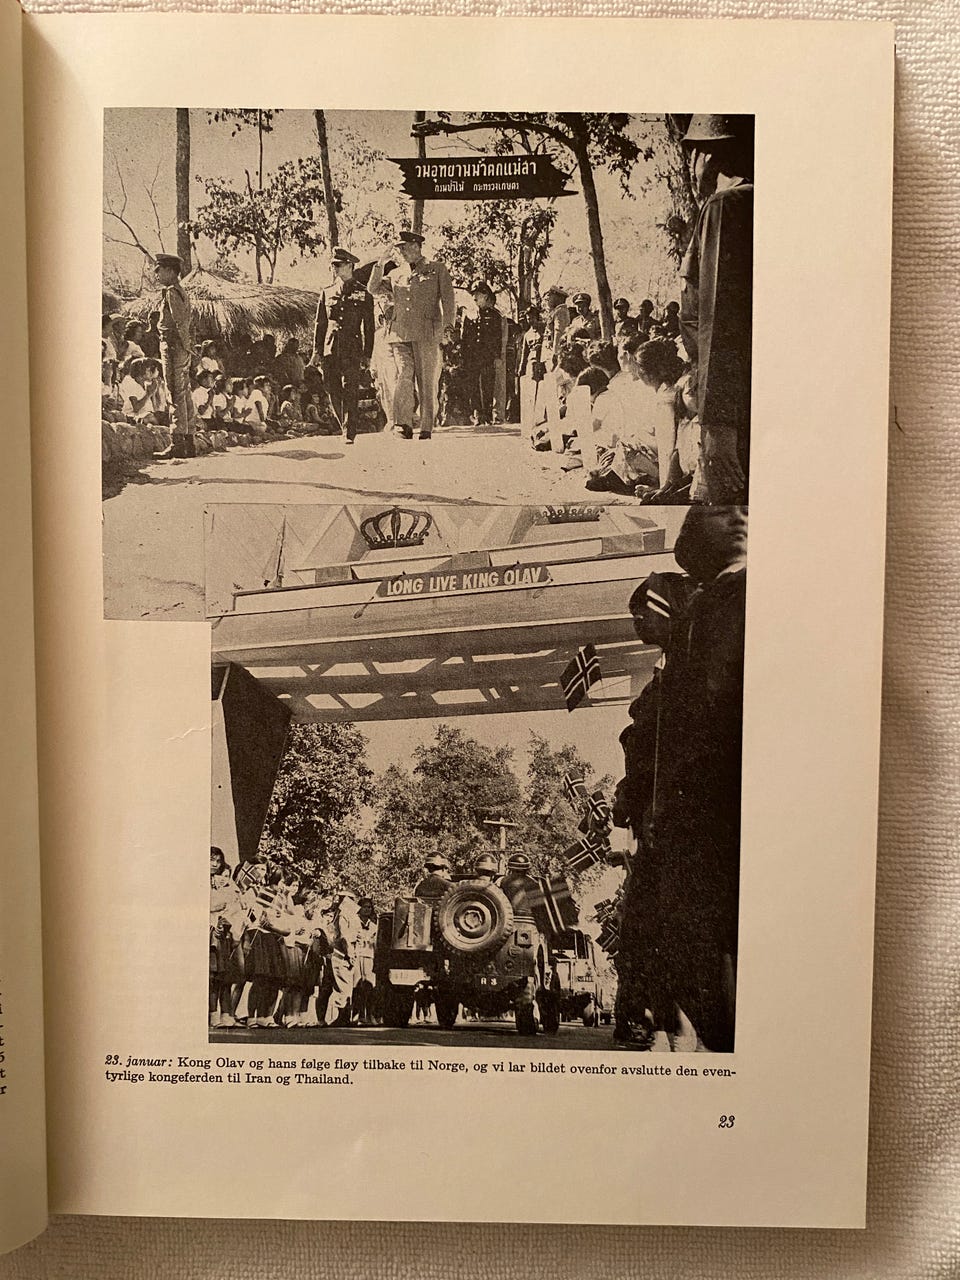 วนอุทยานน้ำตกแม่สา
กรมป่าไม้ กระทรวงเกษตร
LONG LIVE KING OLAV
23. januar: Kong Olav og hans følge fløy tilbake til Norge, og vi lar bildet ovenfor avslutte den even-
tyrlige kongeferden til Iran og Thailand.
23